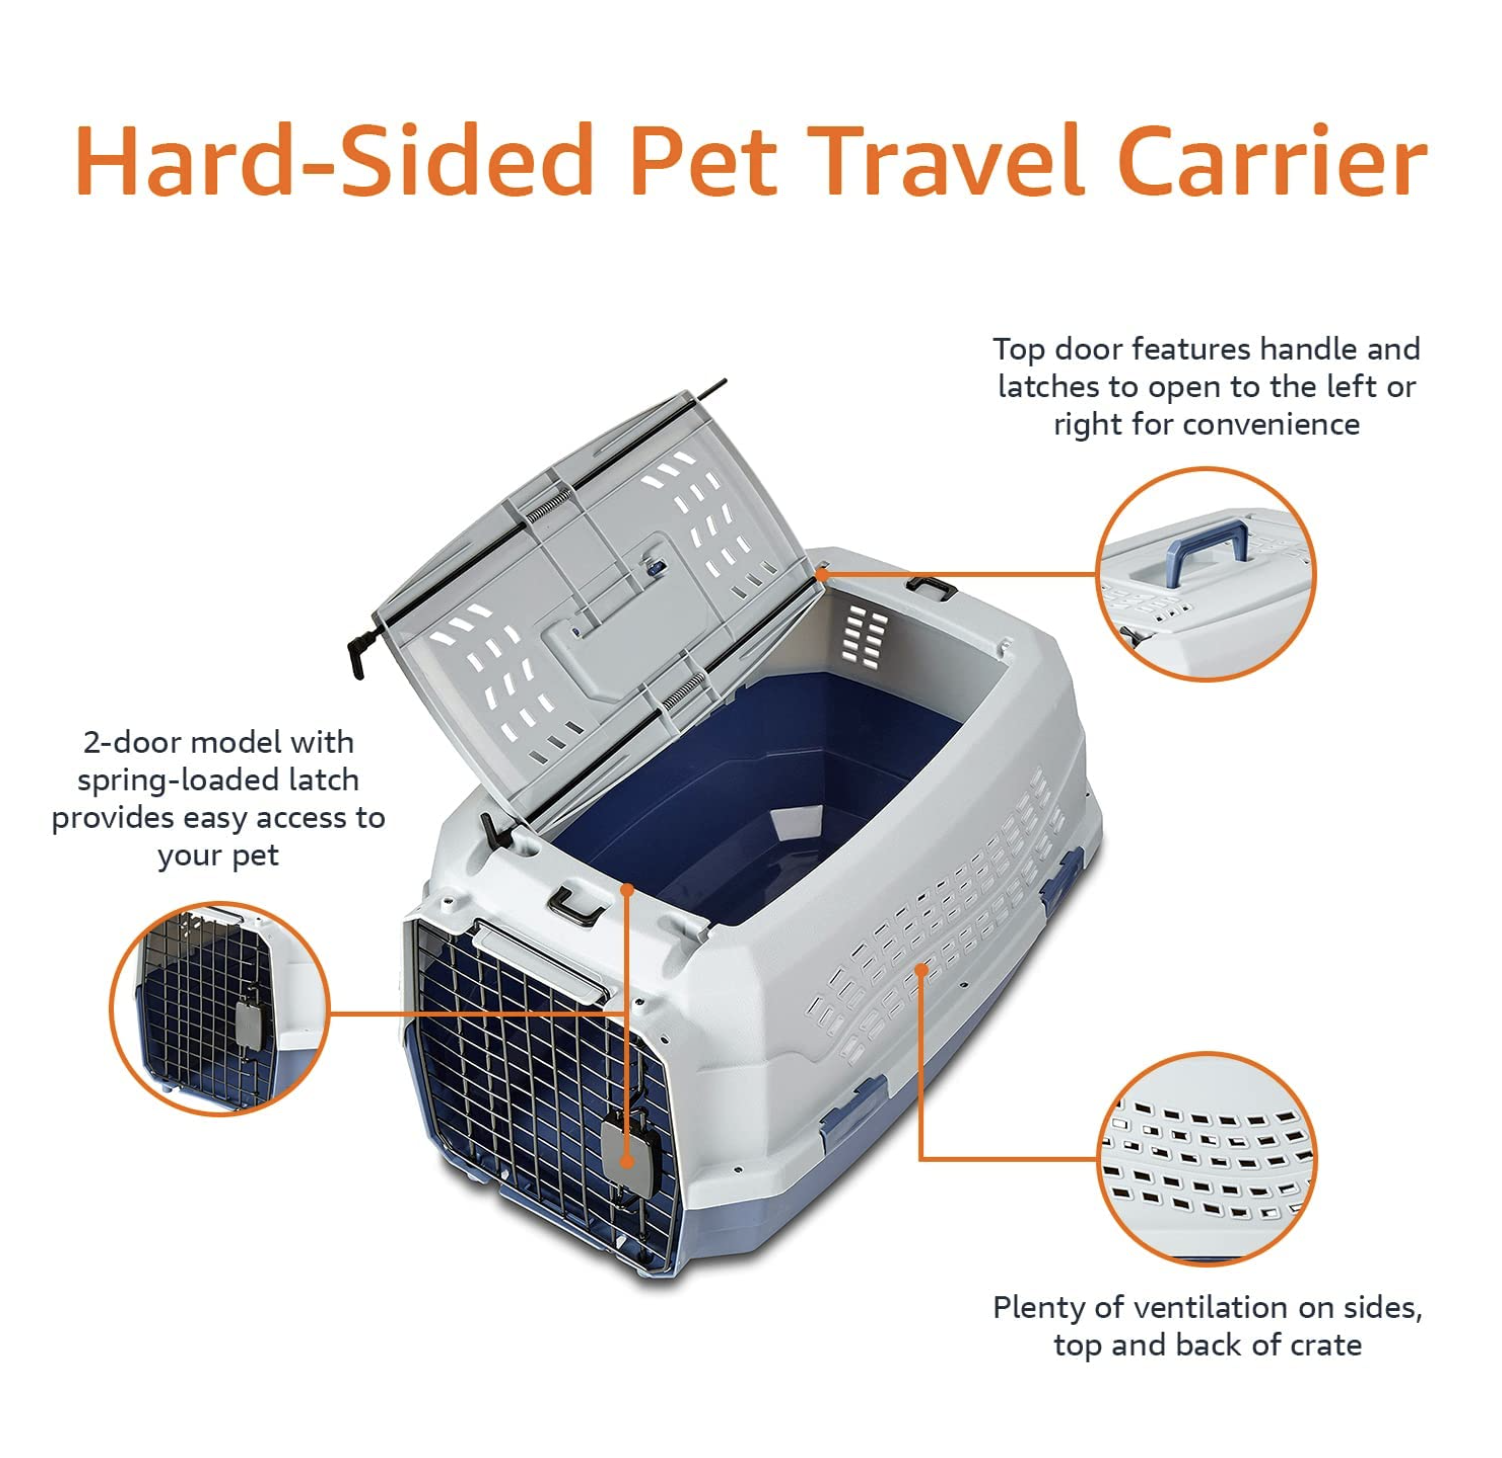 Hard-Sided Pet Travel Carrier
Top door features handle and
latches to open to the left or
right for convenience
2-door model with
spring-loaded latch
provides easy access to
your pet
Plenty of ventilation on sides,
top and back of crate